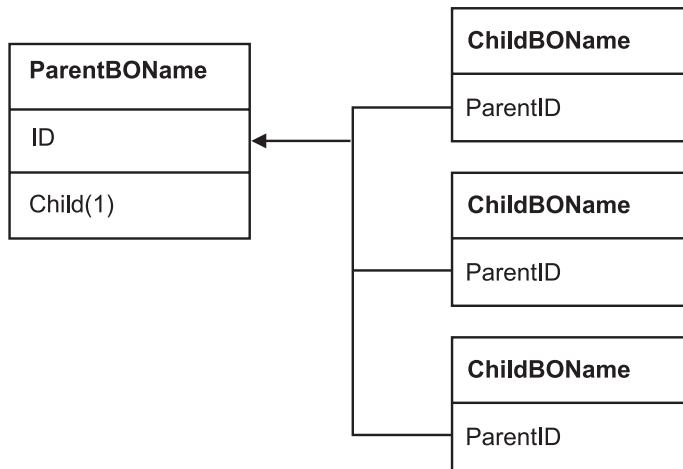 ParentBOName
ID
Child(1)
ChildBOName
ParentID
ChildBOName
ParentID
ChildBOName
ParentID